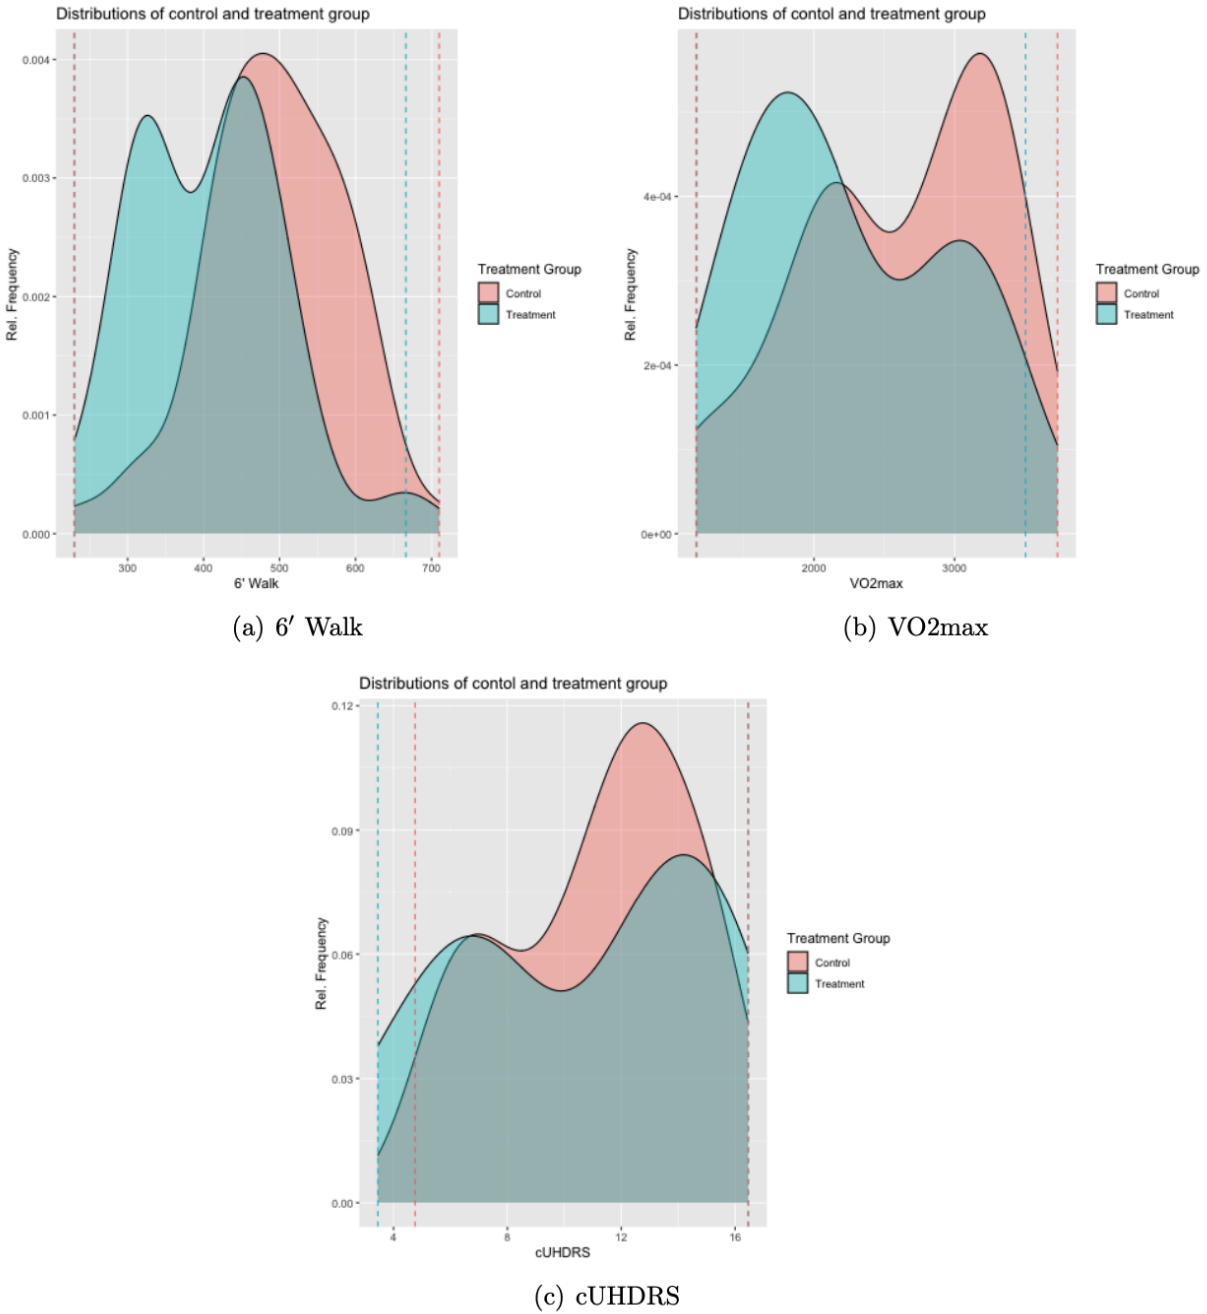 Distributions of control and treatment group
Rel. Frequency
0.004
0.003
0.002
0.001
0.000
300 400 500 600 700
6' Walk
Treatment Group
Control
Treatment
(a) 6′ Walk
Distributions of contol and treatment group
Rel. Frequency
4e-04
2e-04
0e+00
2000 3000
VO2max
Treatment Group
Control
Treatment
(b) VO2max
Distributions of contol and treatment group
Rel. Frequency
0.12
0.09
0.06
0.03
0.00
4 8 12 16
cUHDRS
Treatment Group
Control
Treatment
(c) cUHDRS